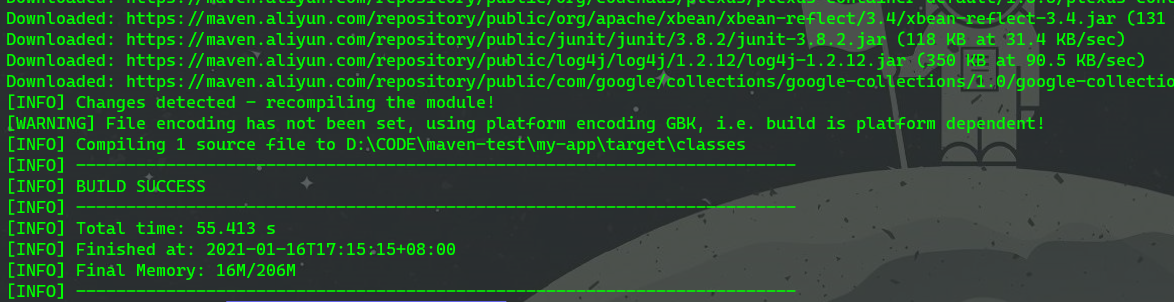 Downloaded: https://maven.aliyun.com/repository/public/org/codehaus/plexus/plexus-container-default/
Downloaded: https://maven.aliyun.com/repository/public/org/apache/xbean/xbean-reflect/3.4/xbean-reflect-3.4.jar (131
Downloaded: https://maven.aliyun.com/repository/public/junit/junit/3.8.2/junit-3.8.2.jar (118 KB at 31.4 KB/sec)
Downloaded: https://maven.aliyun.com/repository/public/log4j/log4j/1.2.12/log4j-1.2.12.jar (350 KB at 90.5 KB/sec)
Downloaded: https://maven.aliyun.com/repository/public/com/google/collections/google-collections/1.0/google-collectio
[INFO] Changes detected - recompiling the module!
[WARNING] File encoding has not been set, using platform encoding GBK, i.e. build is platform dependent!
[INFO] Compiling 1 source file to D:\CODE\maven-test\my-app\target\classes
[INFO] ------------------------------------------------------------------------
[INFO] BUILD SUCCESS
[INFO] ------------------------------------------------------------------------
[INFO] Total time: 55.413 s
[INFO] Finished at: 2021-01-16T17:15:15+08:00
[INFO] Final Memory: 16M/206M
[INFO] ------------------------------------------------------------------------